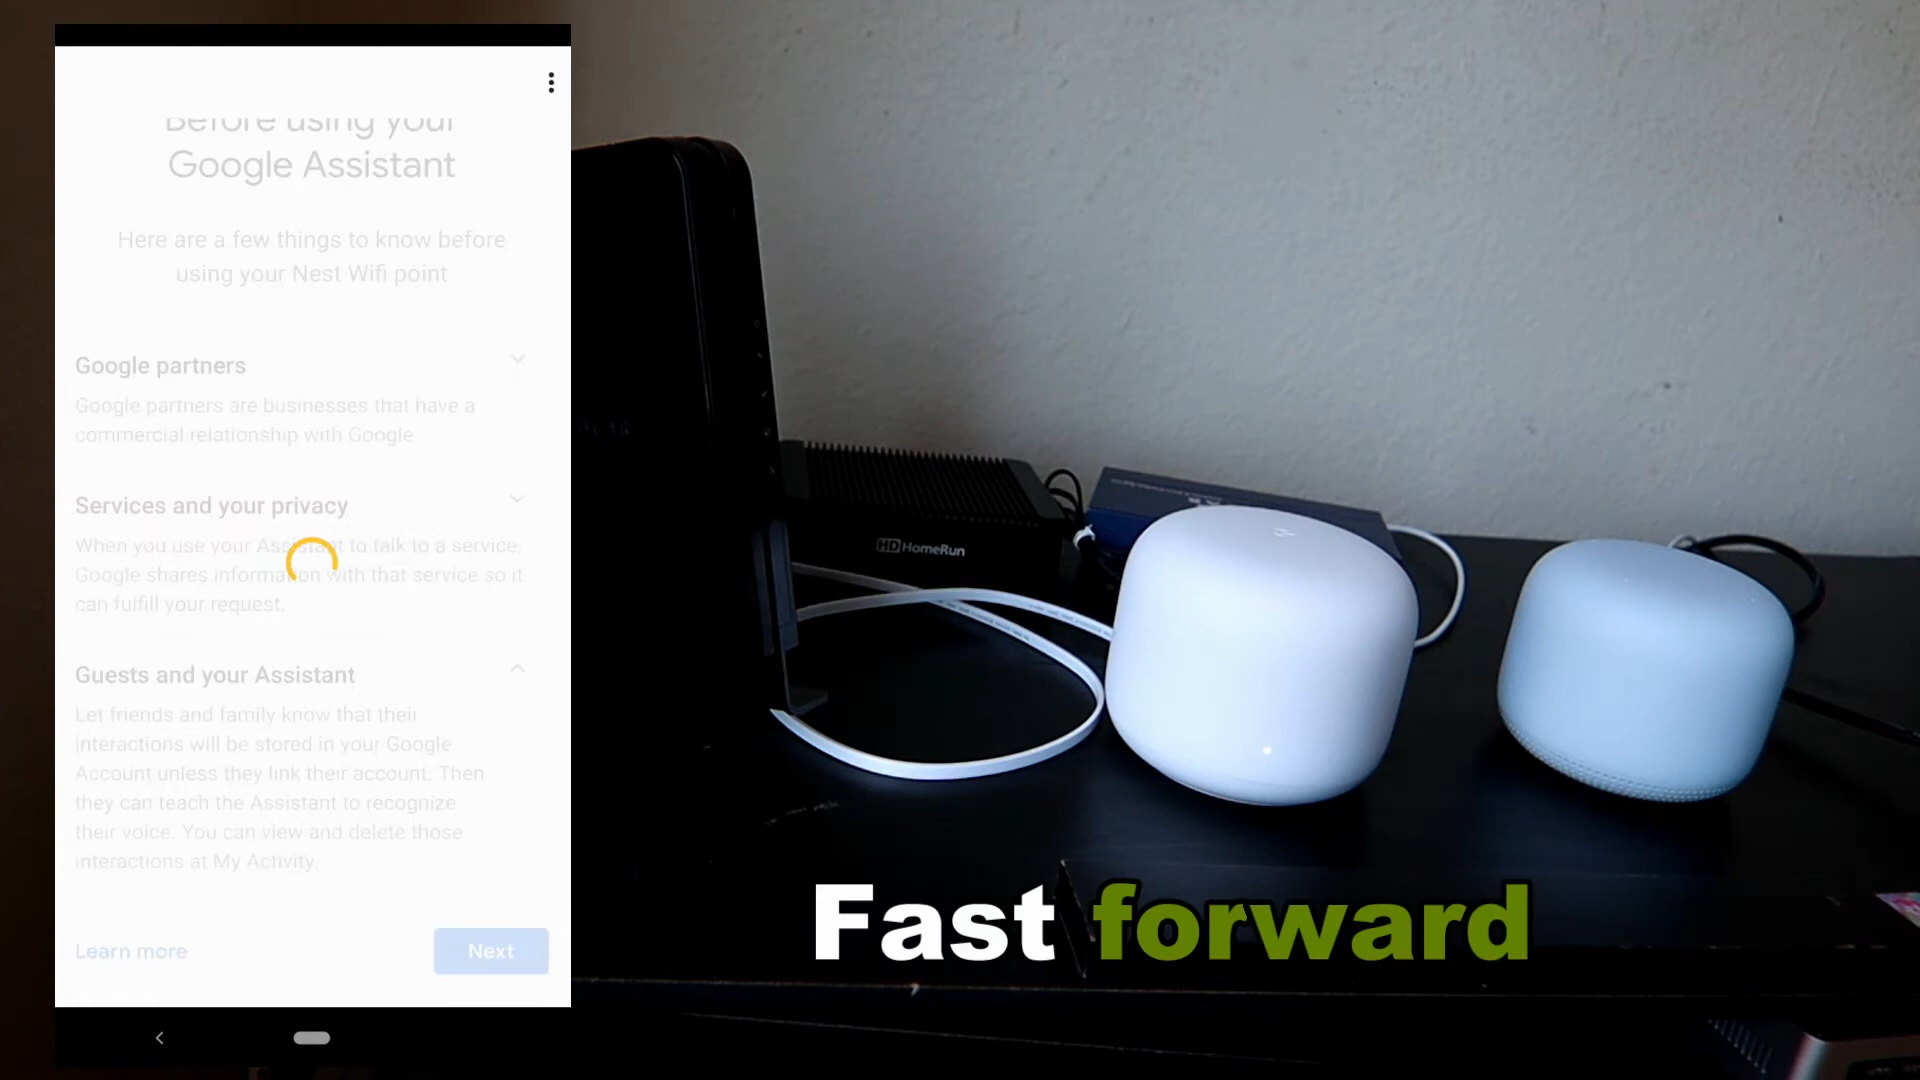 Before using your
Google Assistant
Here are a few things to know before
using your Nest Wifi point
Google partners
Google partners are businesses that have a
commercial relationship with Google
Services and your privacy
When you use your Assistant to talk to a service,
Google shares information with that service so it
can fulfill your request.
Guests and your Assistant
Let friends and family know that their
interactions will be stored in your Google
Account unless they link their account. Then
they can teach the Assistant to recognize
their voice. You can view and delete those
interactions at My Activity.
Learn more
Next
HDHomeRun
Fast forward